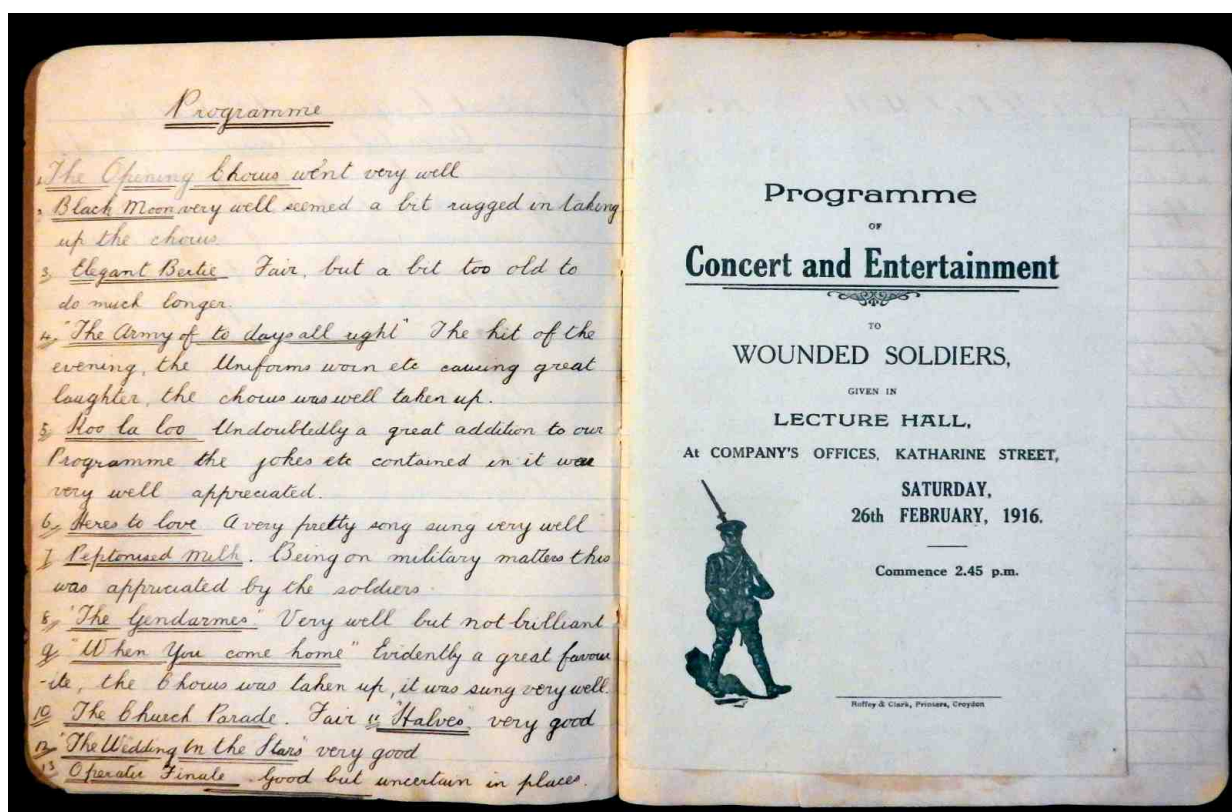 Programme
1, The Opening Chorus went very well
2, Black Moon very well, seemed a bit ragged in taking
up the chorus
3, Elegant Bertie Fair, but a bit too old to
do much longer.
4, "The Army of to days all right" The hit of the
evening, the Uniforms worn etc causing great
laughter, the chorus was well taken up.
5, Koo la loo Undoubtedly a great addition to our
Programme the jokes etc contained in it were
very well appreciated.
6, Heres to love A very pretty song sung very well
7 Peptonised Milk. Being on military matters this
was appriciated by the soldiers.
8, "The Gendarmes" Very well but not brilliant
9, "When You come home" Evidently a great favour
-ite, the Chorus was taken up, it was sung very well.
10 The Church Parade. Fair 11 "Halves" very good
12, "The Wedding In the Stars" very good
13 Operatic Finale Good but uncertain in places.
Programme
OF
Concert and Entertainment
TO
WOUNDED SOLDIERS,
GIVEN IN
LECTURE HALL,
At COMPANY'S OFFICES, KATHARINE STREET,
SATURDAY,
26th FEBRUARY, 1916.
Commence 2.45 p.m.
Roffey & Clark, Printers, Croydon